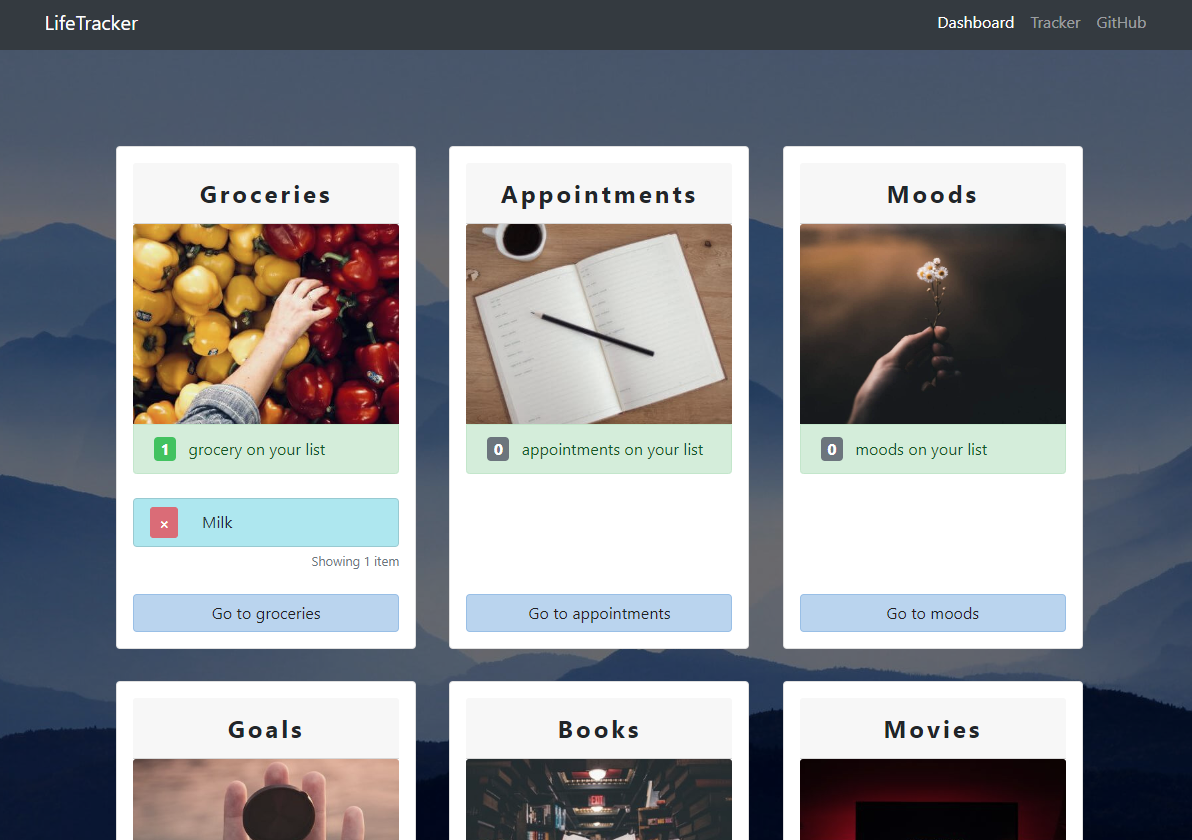 LifeTracker
Dashboard Tracker GitHub
Groceries
1 grocery on your list
× Milk
Showing 1 item
Go to groceries
Appointments
0 appointments on your list
Go to appointments
Moods
0 moods on your list
Go to moods
Goals
Books
EXIT
Movies